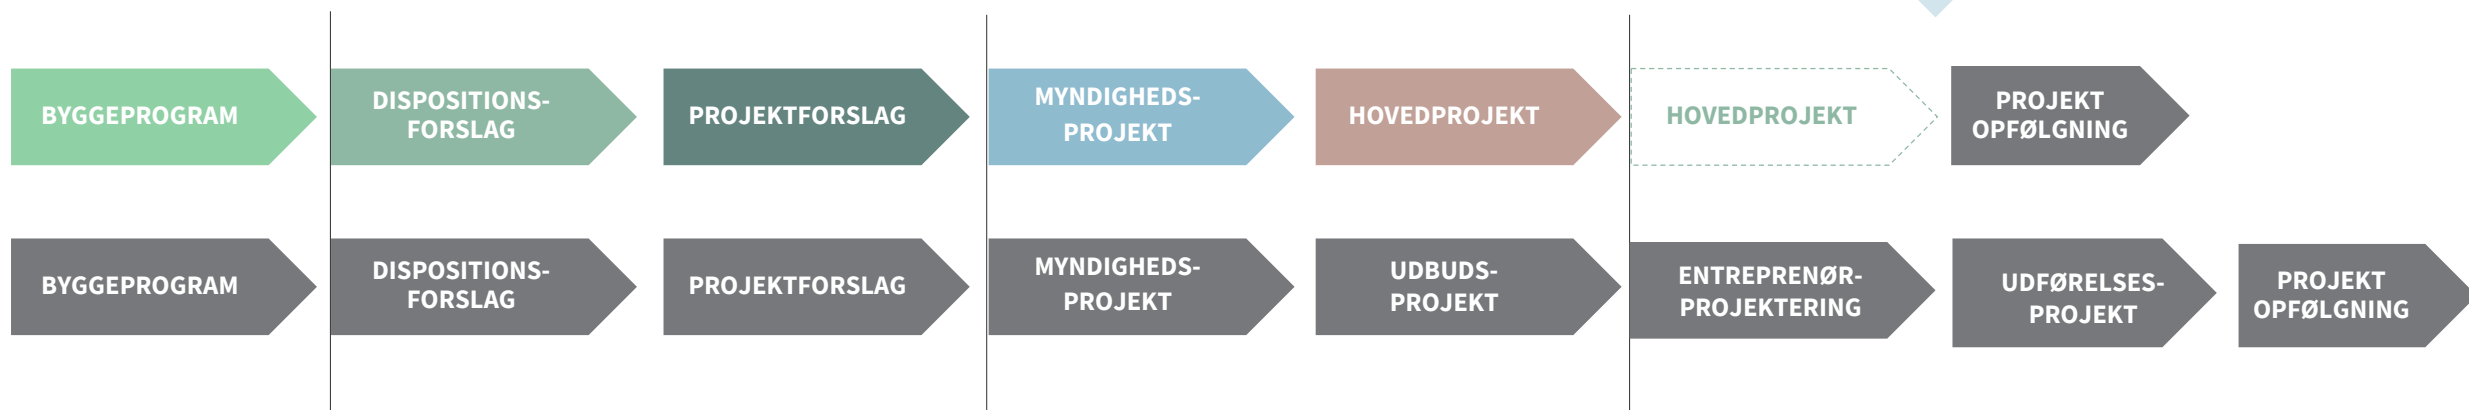 BYGGEPROGRAM
DISPOSITIONS-
FORSLAG
PROJEKTFORSLAG
MYNDIGHEDS-
PROJEKT
HOVEDPROJEKT
HOVEDPROJEKT
PROJEKT
OPFØLGNING
BYGGEPROGRAM
DISPOSITIONS-
FORSLAG
PROJEKTFORSLAG
MYNDIGHEDS-
PROJEKT
UDBUDS-
PROJEKT
ENTREPRENØR-
PROJEKTERING
UDFØRELSES-
PROJEKT
PROJEKT
OPFØLGNING